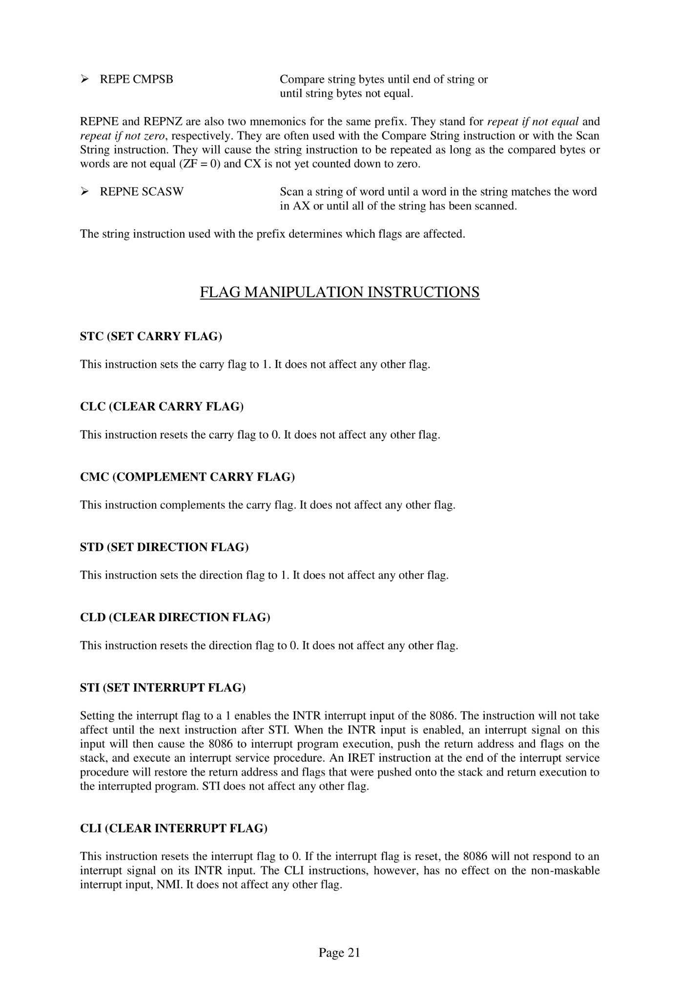 ➢ REPE CMPSB Compare string bytes until end of string or
until string bytes not equal.
REPNE and REPNZ are also two mnemonics for the same prefix. They stand for repeat if not equal and
repeat if not zero, respectively. They are often used with the Compare String instruction or with the Scan
String instruction. They will cause the string instruction to be repeated as long as the compared bytes or
words are not equal (ZF = 0) and CX is not yet counted down to zero.
➢ REPNE SCASW Scan a string of word until a word in the string matches the word
in AX or until all of the string has been scanned.
The string instruction used with the prefix determines which flags are affected.
FLAG MANIPULATION INSTRUCTIONS
STC (SET CARRY FLAG)
This instruction sets the carry flag to 1. It does not affect any other flag.
CLC (CLEAR CARRY FLAG)
This instruction resets the carry flag to 0. It does not affect any other flag.
CMC (COMPLEMENT CARRY FLAG)
This instruction complements the carry flag. It does not affect any other flag.
STD (SET DIRECTION FLAG)
This instruction sets the direction flag to 1. It does not affect any other flag.
CLD (CLEAR DIRECTION FLAG)
This instruction resets the direction flag to 0. It does not affect any other flag.
STI (SET INTERRUPT FLAG)
Setting the interrupt flag to a 1 enables the INTR interrupt input of the 8086. The instruction will not take
affect until the next instruction after STI. When the INTR input is enabled, an interrupt signal on this
input will then cause the 8086 to interrupt program execution, push the return address and flags on the
stack, and execute an interrupt service procedure. An IRET instruction at the end of the interrupt service
procedure will restore the return address and flags that were pushed onto the stack and return execution to
the interrupted program. STI does not affect any other flag.
CLI (CLEAR INTERRUPT FLAG)
This instruction resets the interrupt flag to 0. If the interrupt flag is reset, the 8086 will not respond to an
interrupt signal on its INTR input. The CLI instructions, however, has no effect on the non-maskable
interrupt input, NMI. It does not affect any other flag.
Page 21